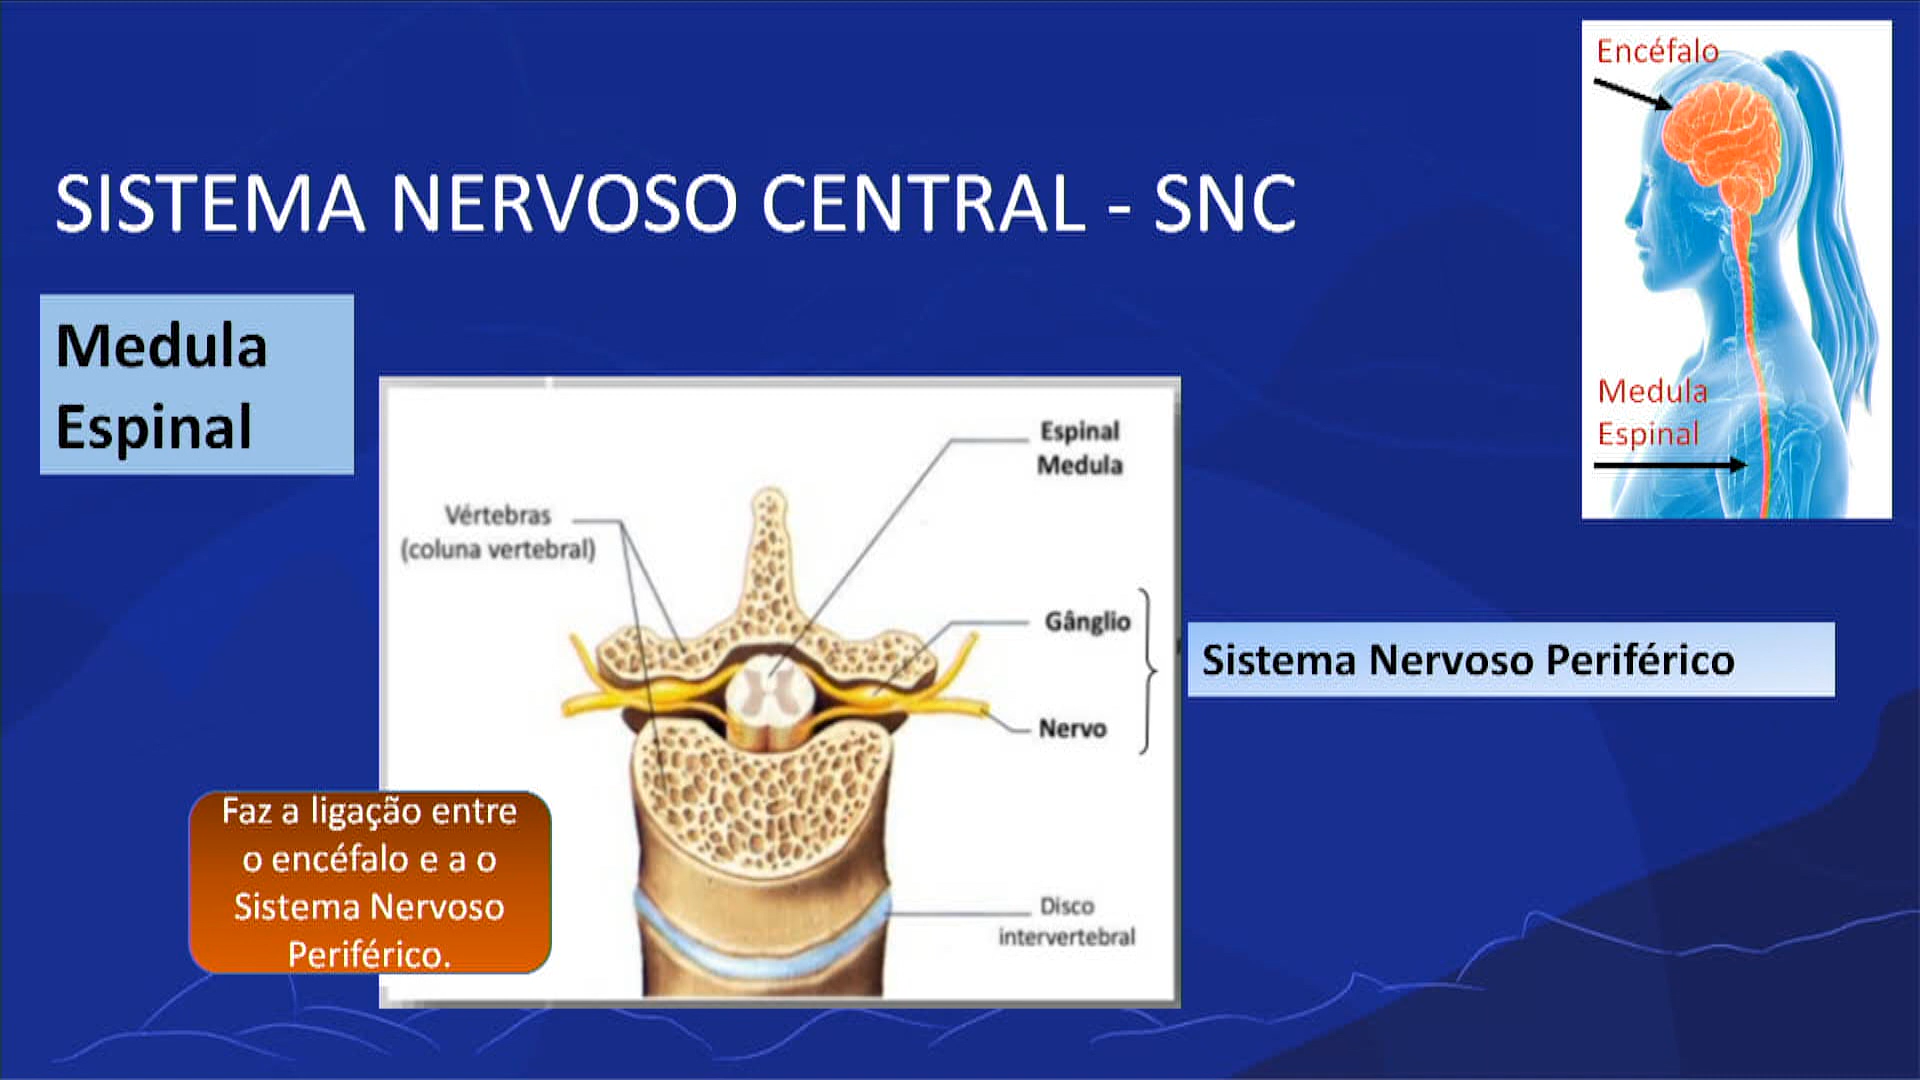 Encéfalo
SISTEMA NERVOSO CENTRAL - SNC
Medula
Espinal
Medula
Espinal
Espinal
Medula
Vértebras
(coluna vertebral)
Gânglio
Sistema Nervoso Periférico
Nervo
Faz a ligação entre
o encéfalo e a o
Sistema Nervoso
Periférico.
Disco
intervertebral